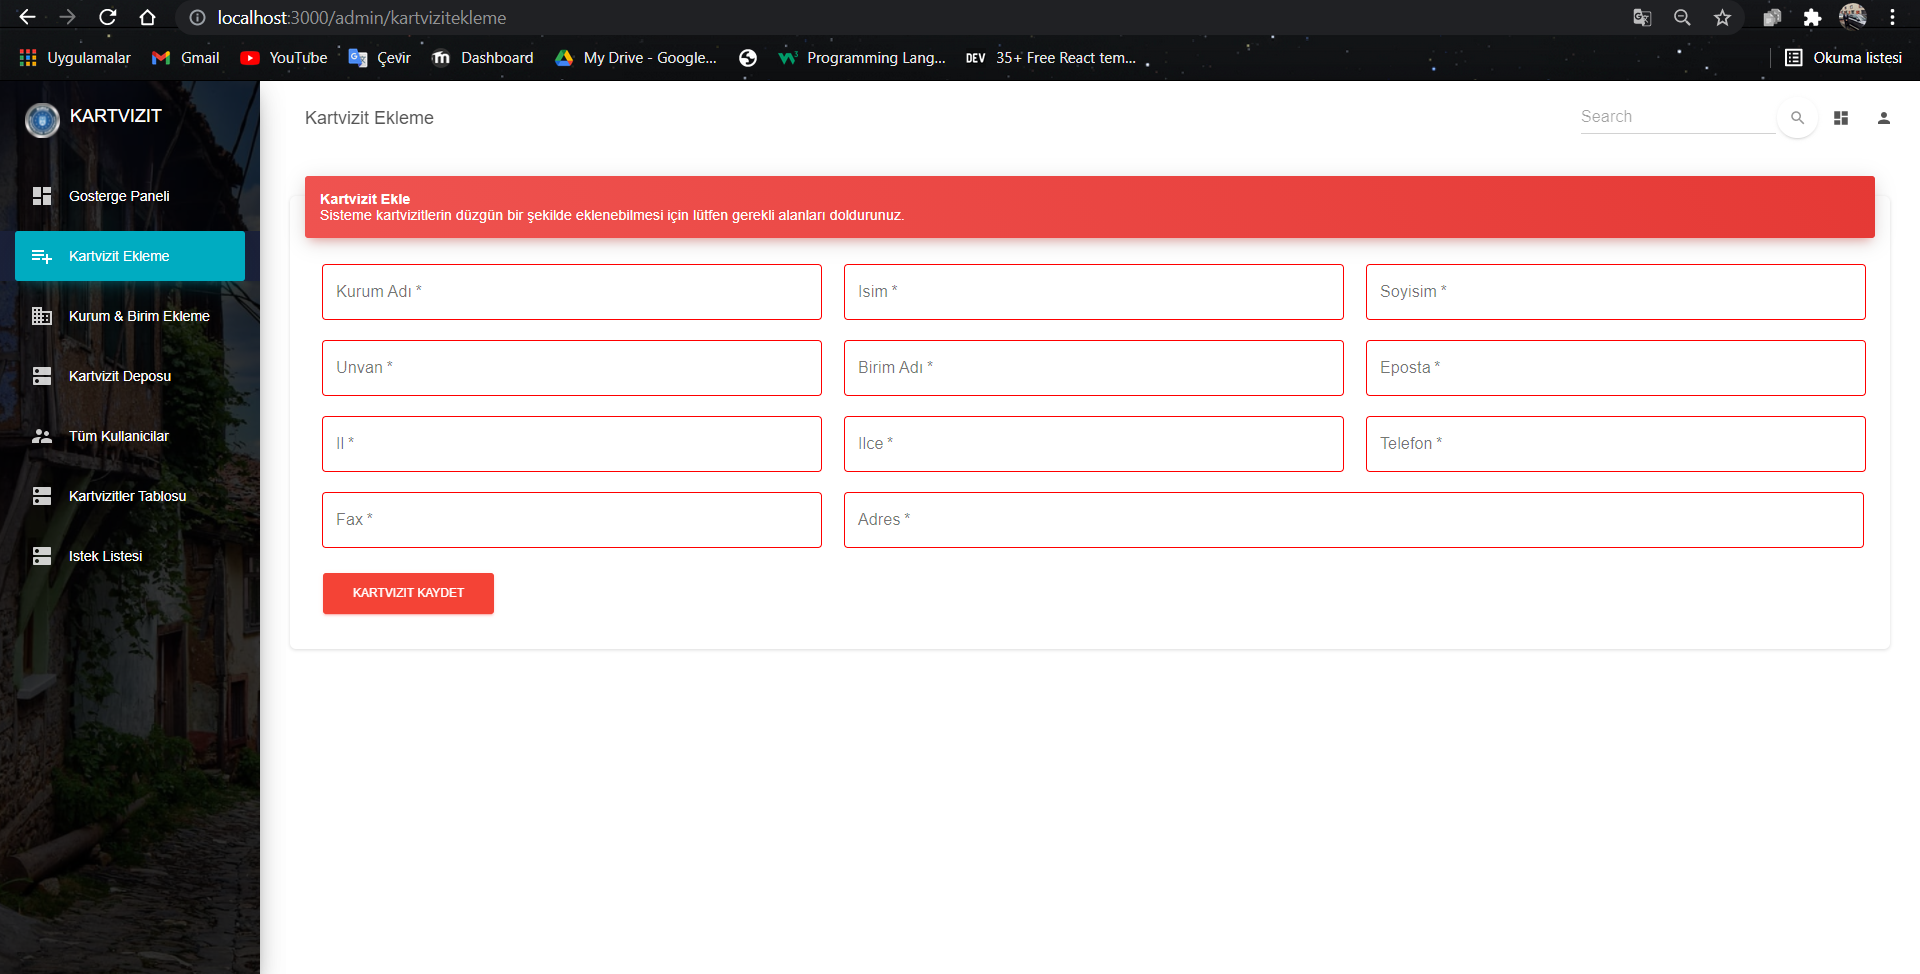 localhost:3000/admin/kartvizitekleme
Uygulamalar Gmail YouTube Çevir Dashboard My Drive - Google... Programming Lang... DEV 35+ Free React tem... Okuma listesi
KARTVIZIT
Gosterge Paneli
Kartvizit Ekleme
Kurum & Birim Ekleme
Kartvizit Deposu
Tüm Kullanicilar
Kartvizitler Tablosu
Istek Listesi
Kartvizit Ekleme
Search
Kartvizit Ekle
Sisteme kartvizitlerin düzgün bir şekilde eklenebilmesi için lütfen gerekli alanları doldurunuz.
Kurum Adı * Isim * Soyisim *
Unvan * Birim Adı * Eposta *
Il * Ilce * Telefon *
Fax * Adres *
KARTVIZIT KAYDET